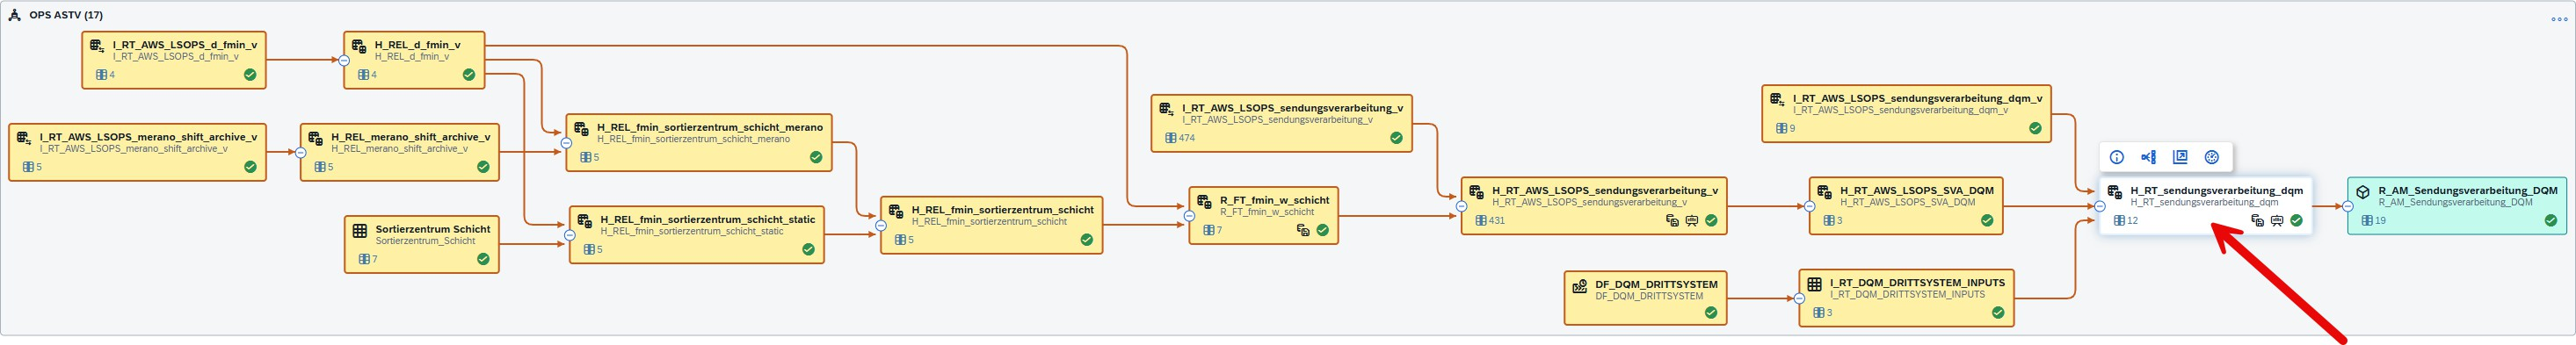 OPS ASTV (17)
I_RT_AWS_LSOPS_d_fmin_v
I_RT_AWS_LSOPS_d_fmin_v
4
H_REL_d_fmin_v
H_REL_d_fmin_v
4
I_RT_AWS_LSOPS_merano_shift_archive_v
I_RT_AWS_LSOPS_merano_shift_archive_v
5
H_REL_merano_shift_archive_v
H_REL_merano_shift_archive_v
5
Sortierzentrum Schicht
Sortierzentrum_Schicht
7
H_REL_fmin_sortierzentrum_schicht_merano
H_REL_fmin_sortierzentrum_schicht_merano
5
H_REL_fmin_sortierzentrum_schicht_static
H_REL_fmin_sortierzentrum_schicht_static
5
H_REL_fmin_sortierzentrum_schicht
H_REL_fmin_sortierzentrum_schicht
5
I_RT_AWS_LSOPS_sendungsverarbeitung_v
I_RT_AWS_LSOPS_sendungsverarbeitung_v
474
R_FT_fmin_w_schicht
R_FT_fmin_w_schicht
7
H_RT_AWS_LSOPS_sendungsverarbeitung_v
H_RT_AWS_LSOPS_sendungsverarbeitung_v
431
DF_DQM_DRITTSYSTEM
DF_DQM_DRITTSYSTEM
I_RT_AWS_LSOPS_sendungsverarbeitung_dqm_v
I_RT_AWS_LSOPS_sendungsverarbeitung_dqm_v
9
H_RT_AWS_LSOPS_SVA_DQM
H_RT_AWS_LSOPS_SVA_DQM
3
I_RT_DQM_DRITTSYSTEM_INPUTS
I_RT_DQM_DRITTSYSTEM_INPUTS
3
H_RT_sendungsverarbeitung_dqm
H_RT_sendungsverarbeitung_dqm
12
R_AM_Sendungsverarbeitung_DQM
R_AM_Sendungsverarbeitung_DQM
19